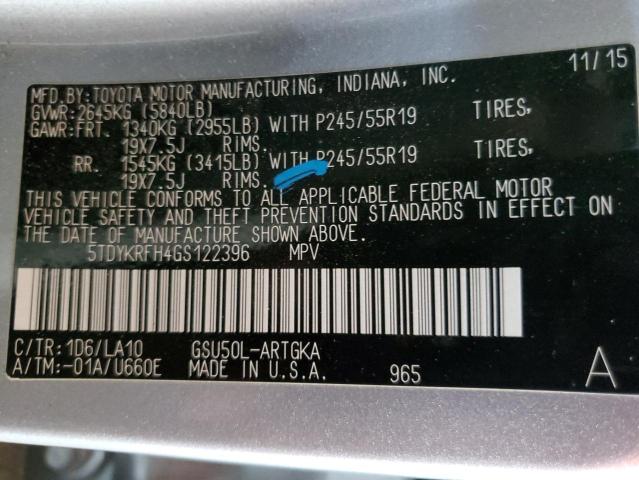 MFD.BY:TOYOTA MOTOR MANUFACTURING, INDIANA, INC. 11/15
GVWR:2645KG (5840LB)
GAWR:FRT. 1340KG (2955LB) WITH P245/55R19 TIRES,
19X7.5J RIMS.
RR. 1545KG (3415LB) WITH P245/55R19 TIRES,
19X7.5J RIMS.
THIS VEHICLE CONFORMS TO ALL APPLICABLE FEDERAL MOTOR
VEHICLE SAFETY AND THEFT PREVENTION STANDARDS IN EFFECT ON
THE DATE OF MANUFACTURE SHOWN ABOVE.
5TDYKRFH4GS122396 MPV
C/TR: 1D6/LA10 GSU50L-ARTGKA
A/TM:-01A/U660E MADE IN U.S.A. 965 A